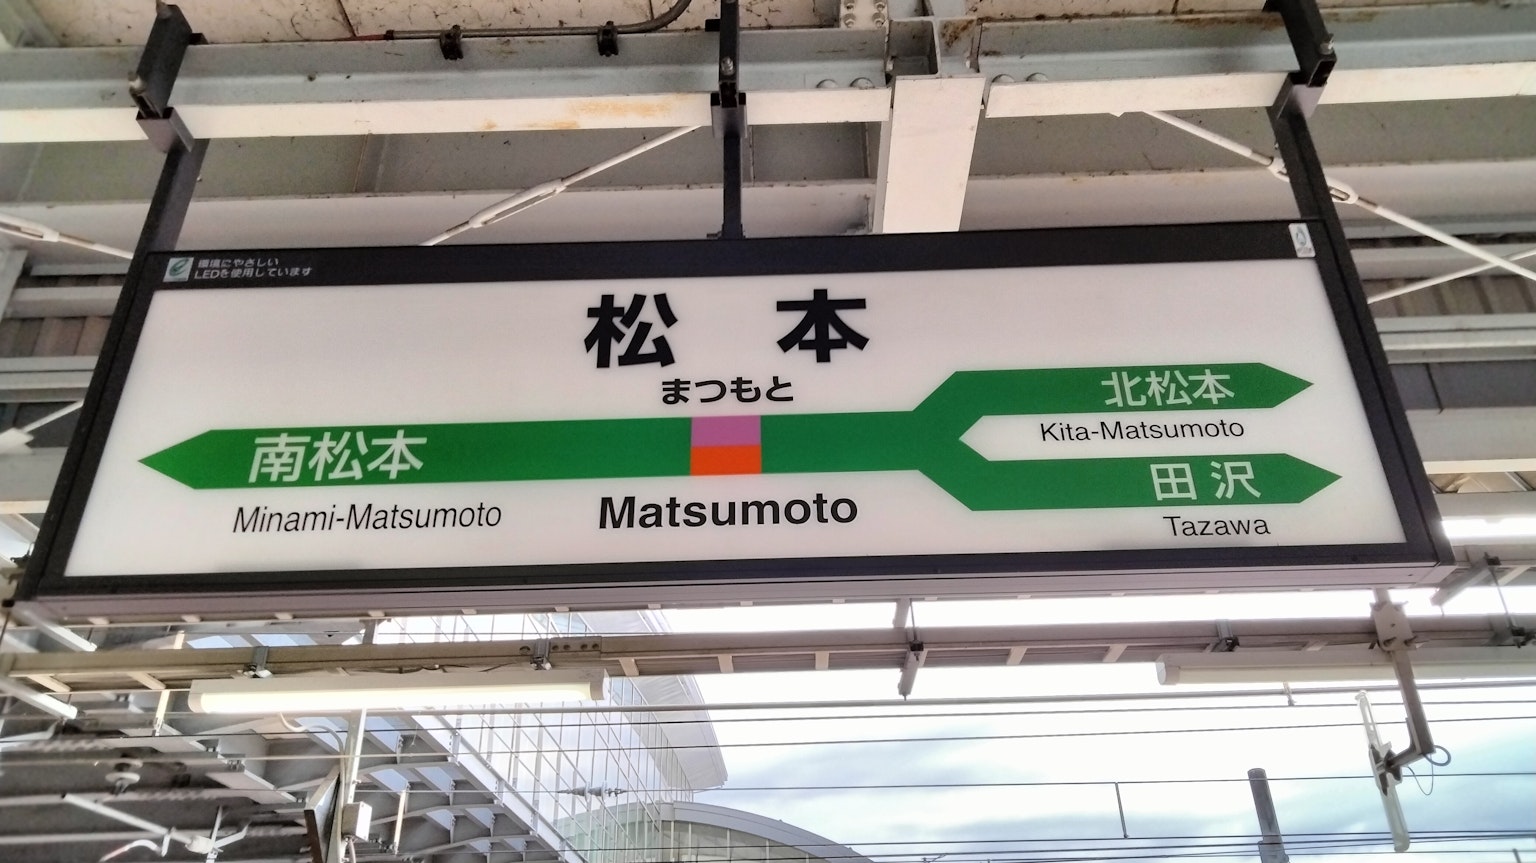 環境にやさしい
LEDを使用しています
松本
まつもと
北松本
Kita-Matsumoto
南松本
Minami-Matsumoto
Matsumoto
田沢
Tazawa